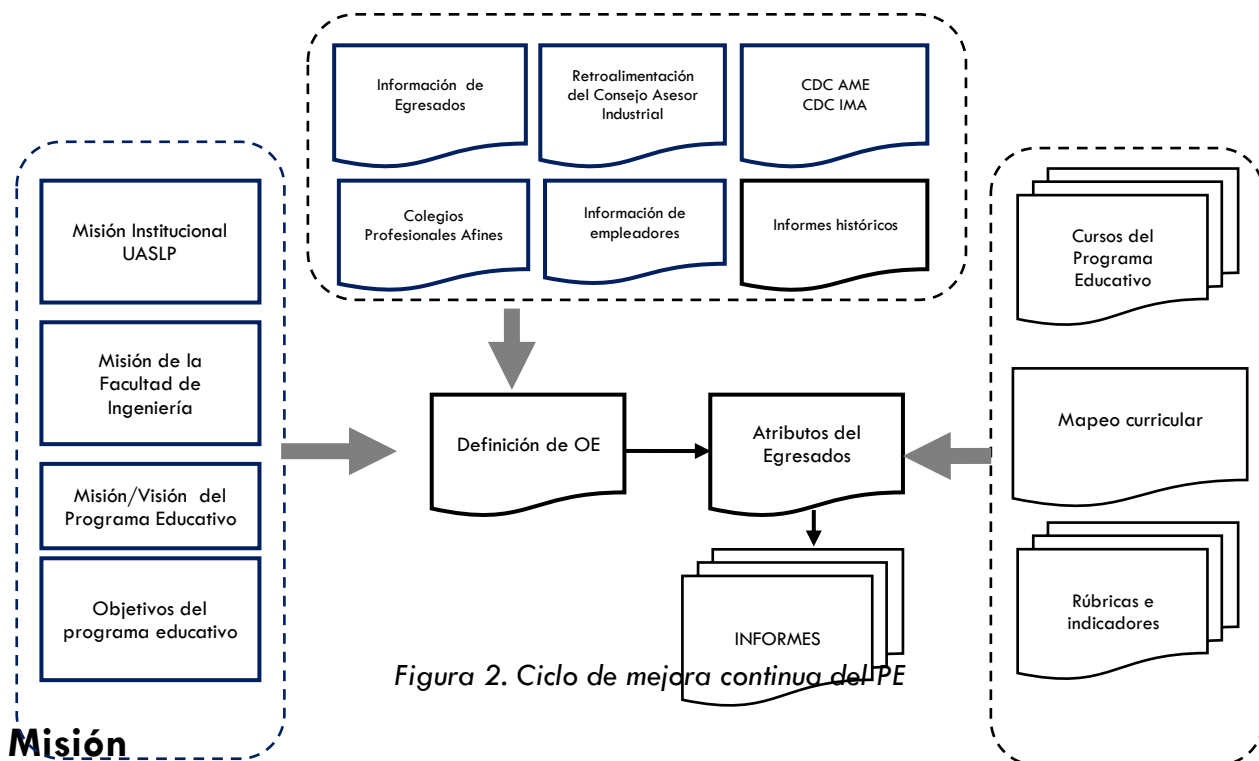 Información de
Egresados
Retroalimentación
del Consejo Asesor
Industrial
CDC AME
CDC IMA
Colegios
Profesionales Afines
Información de
empleadores
Informes históricos
Misión Institucional
UASLP
Misión de la
Facultad de
Ingeniería
Misión/Visión del
Programa Educativo
Objetivos del
programa educativo
Definición de OE
Atributos del
Egresados
INFORMES
Cursos del
Programa
Educativo
Mapeo curricular
Rúbricas e
indicadores
Figura 2. Ciclo de mejora continua del PE
Misión